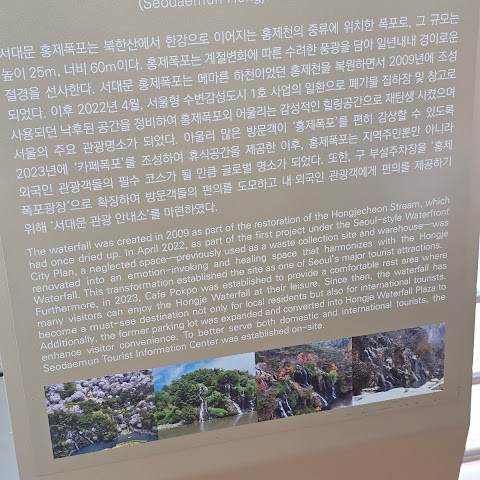 (Seodaemun Hong
서대문 홍제폭포는 북한산에서 한강으로 이어지는 홍제천의 중류에 위치한 폭포로, 그 규모는
높이 25m, 너비 60m이다. 홍제폭포는 계절변화에 따른 수려한 풍광을 담아 일년내내 경이로운
절경을 선사한다. 서대문 홍제폭포는 메마른 하천이었던 홍제천을 복원하면서 2009년에 조성
되었다. 이후 2022년 4월, 서울형 수변감성도시 1호 사업의 일환으로 폐기물 집하장 및 창고로
사용되던 낙후된 공간을 정비하여 홍제폭포와 어울리는 감성적인 힐링공간으로 재탄생 시켰으며
서울의 주요 관광명소가 되었다. 아울러 많은 방문객이 '홍제폭포'를 편히 감상할 수 있도록
2023년에 '카페폭포'를 조성하여 휴식공간을 제공한 이후, 홍제폭포는 지역주민뿐만 아니라
외국인 관광객들의 필수 코스가 될 만큼 글로벌 명소가 되었다. 또한, 구 부설주차장을 '홍제
폭포광장'으로 확장하여 방문객들의 편의를 도모하고 내·외국인 관광객에게 편의를 제공하기
위해 '서대문 관광 안내소'를 마련하였다.
The waterfall was created in 2009 as part of the restoration of the Hongjecheon Stream, which
had once dried up. In April 2022, as part of the first project under the Seoul-style Waterfront
City Plan, a neglected space—previously used as a waste collection site and warehouse—was
renovated into an emotion-invoking and healing space that harmonizes with the Hongje
Waterfall. This transformation established the site as one of Seoul's major tourist attractions.
Furthermore, in 2023, Cafe Pokpo was established to provide a comfortable rest area where
many visitors can enjoy the Hongje Waterfall at their leisure. Since then, the waterfall has
become a must-see destination not only for local residents but also for international tourists.
Additionally, the former parking lot was expanded and converted into Hongje Waterfall Plaza to
enhance visitor convenience. To better serve both domestic and international tourists, the
Seodaemun Tourist Information Center was established on-site.